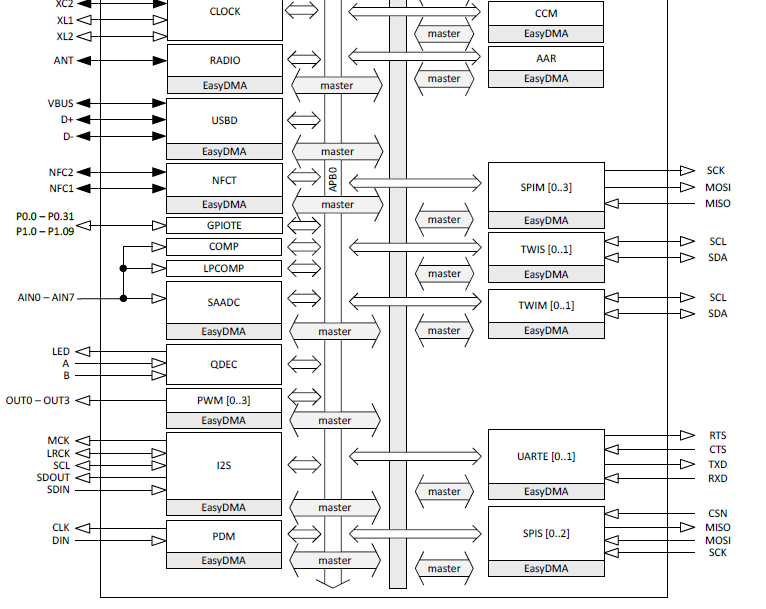 XC2
CLOCK
CCM
XL1
XL2
master
EasyDMA
ANT
RADIO
AAR
EasyDMA
master
master
EasyDMA
VBUS
D+
USBD
D-
EasyDMA
master
NFC2
NFCT
APB0
SPIM [0..3]
SCK
NFC1
MOSI
EasyDMA
master
MISO
P0.0 – P0.31
P1.0 – P1.09
GPIOTE
master
EasyDMA
COMP
TWIS [0..1]
SCL
SDA
LPCOMP
master
EasyDMA
AIN0 – AIN7
SAADC
TWIM [0..1]
SCL
SDA
EasyDMA
master
master
EasyDMA
LED
A
B
QDEC
OUT0 – OUT3
PWM [0..3]
EasyDMA
master
MCK
LRCK
SCL
SDOUT
SDIN
I2S
UARTE [0..1]
RTS
CTS
TXD
RXD
master
EasyDMA
EasyDMA
master
CLK
DIN
PDM
SPIS [0..2]
CSN
MISO
MOSI
SCK
EasyDMA
master
master
EasyDMA